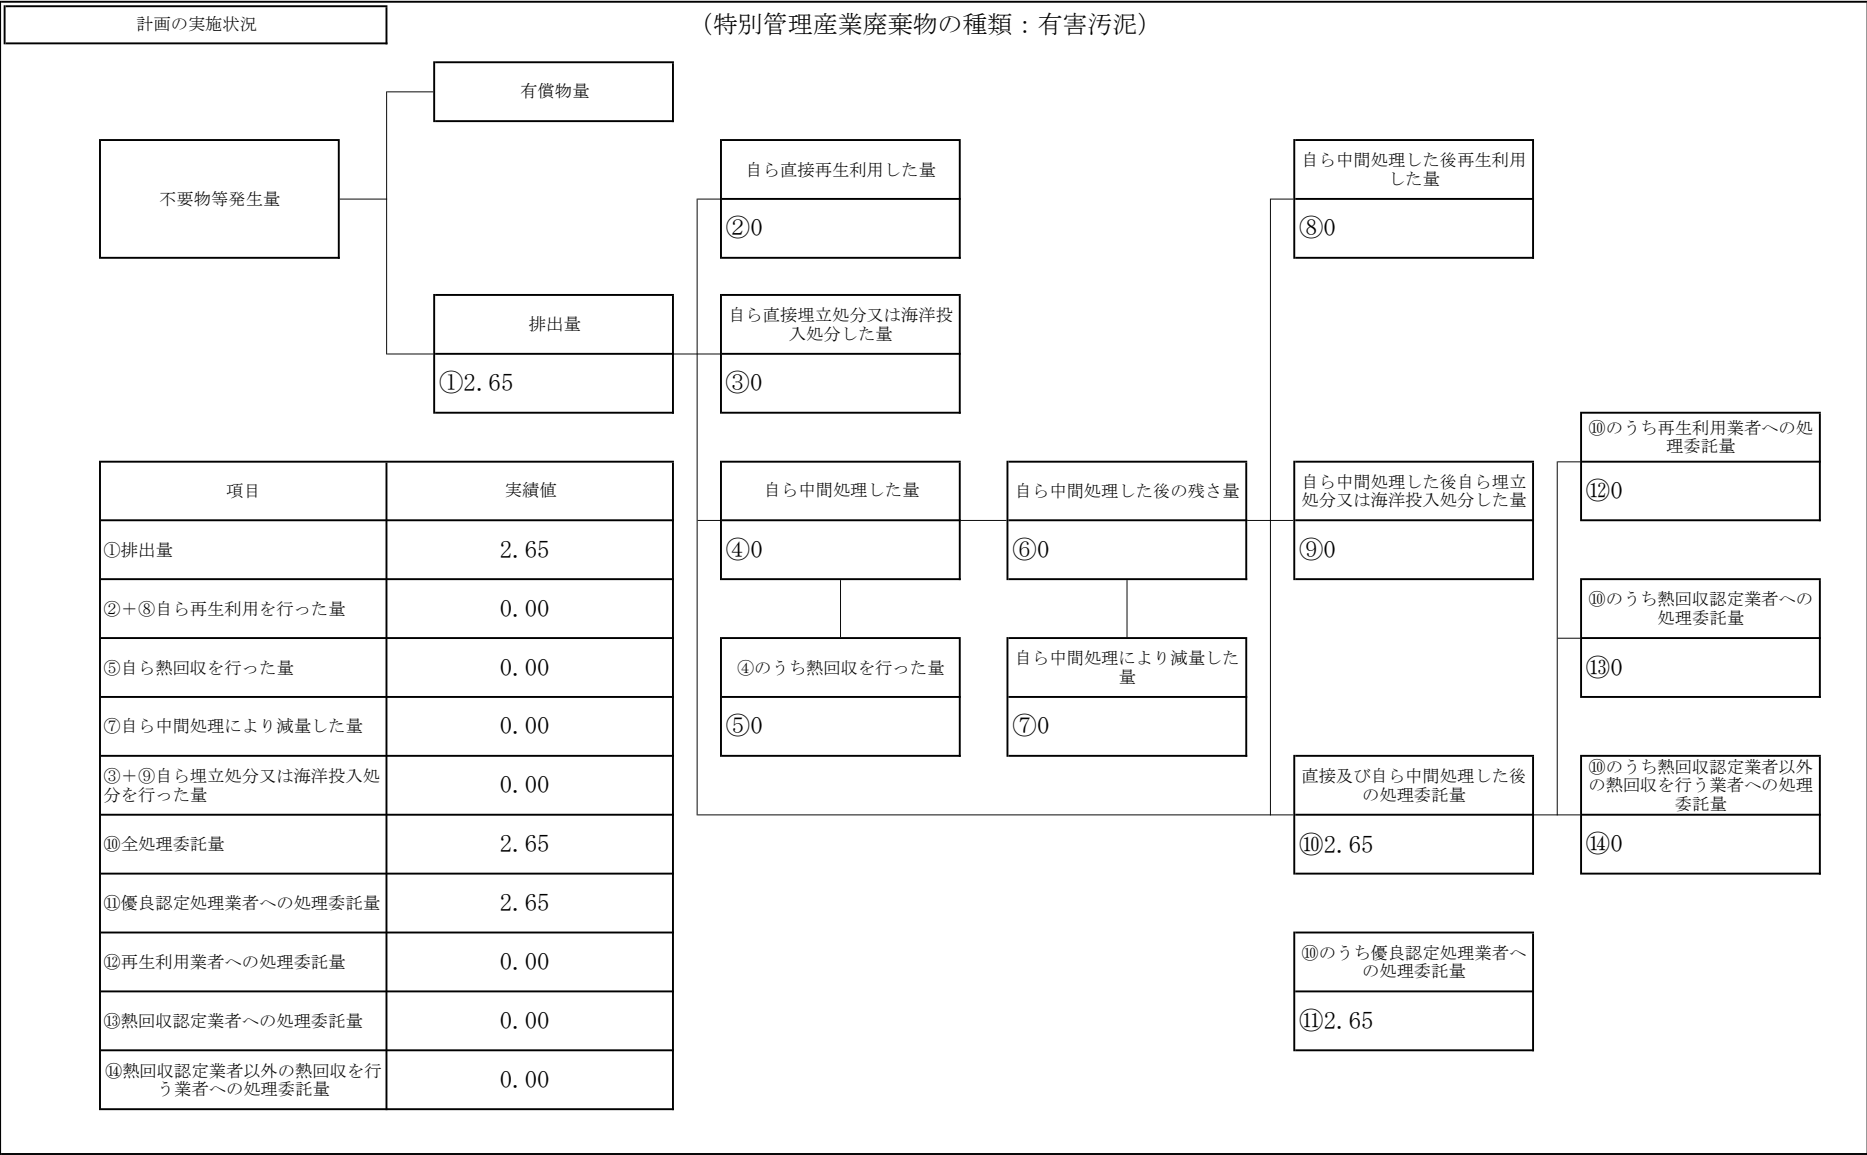 計画の実施状況
（特別管理産業廃棄物の種類：有害汚泥）
有償物量
不要物等発生量
排出量
①2.65
自ら直接再生利用した量
②0
自ら直接埋立処分又は海洋投
入処分した量
③0
自ら中間処理した量
④0
④のうち熱回収を行った量
⑤0
自ら中間処理した後の残さ量
⑥0
自ら中間処理により減量した
量
⑦0
自ら中間処理した後再生利用
した量
⑧0
自ら中間処理した後自ら埋立
処分又は海洋投入処分した量
⑨0
直接及び自ら中間処理した後
の処理委託量
⑩2.65
⑩のうち優良認定処理業者へ
の処理委託量
⑪2.65
⑩のうち再生利用業者への処
理委託量
⑫0
⑩のうち熱回収認定業者への
処理委託量
⑬0
⑩のうち熱回収認定業者以外
の熱回収を行う業者への処理
委託量
⑭0
項目 実績値
①排出量 2.65
②＋⑧自ら再生利用を行った量 0.00
⑤自ら熱回収を行った量 0.00
⑦自ら中間処理により減量した量 0.00
③＋⑨自ら埋立処分又は海洋投入処
分を行った量 0.00
⑩全処理委託量 2.65
⑪優良認定処理業者への処理委託量 2.65
⑫再生利用業者への処理委託量 0.00
⑬熱回収認定業者への処理委託量 0.00
⑭熱回収認定業者以外の熱回収を行
う業者への処理委託量 0.00